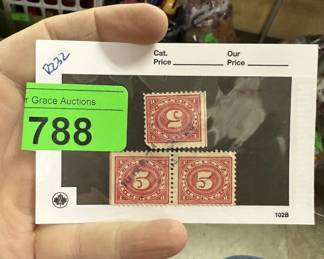 R232
Cat.
Price
Our
Price
r Grace Auctions
788
5
5 5
102B